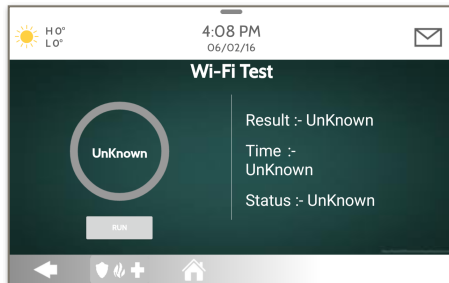 H 0°
L 0°
4:08 PM
06/02/16
Wi-Fi Test
UnKnown
RUN
Result :- UnKnown
Time :-
UnKnown
Status :- UnKnown